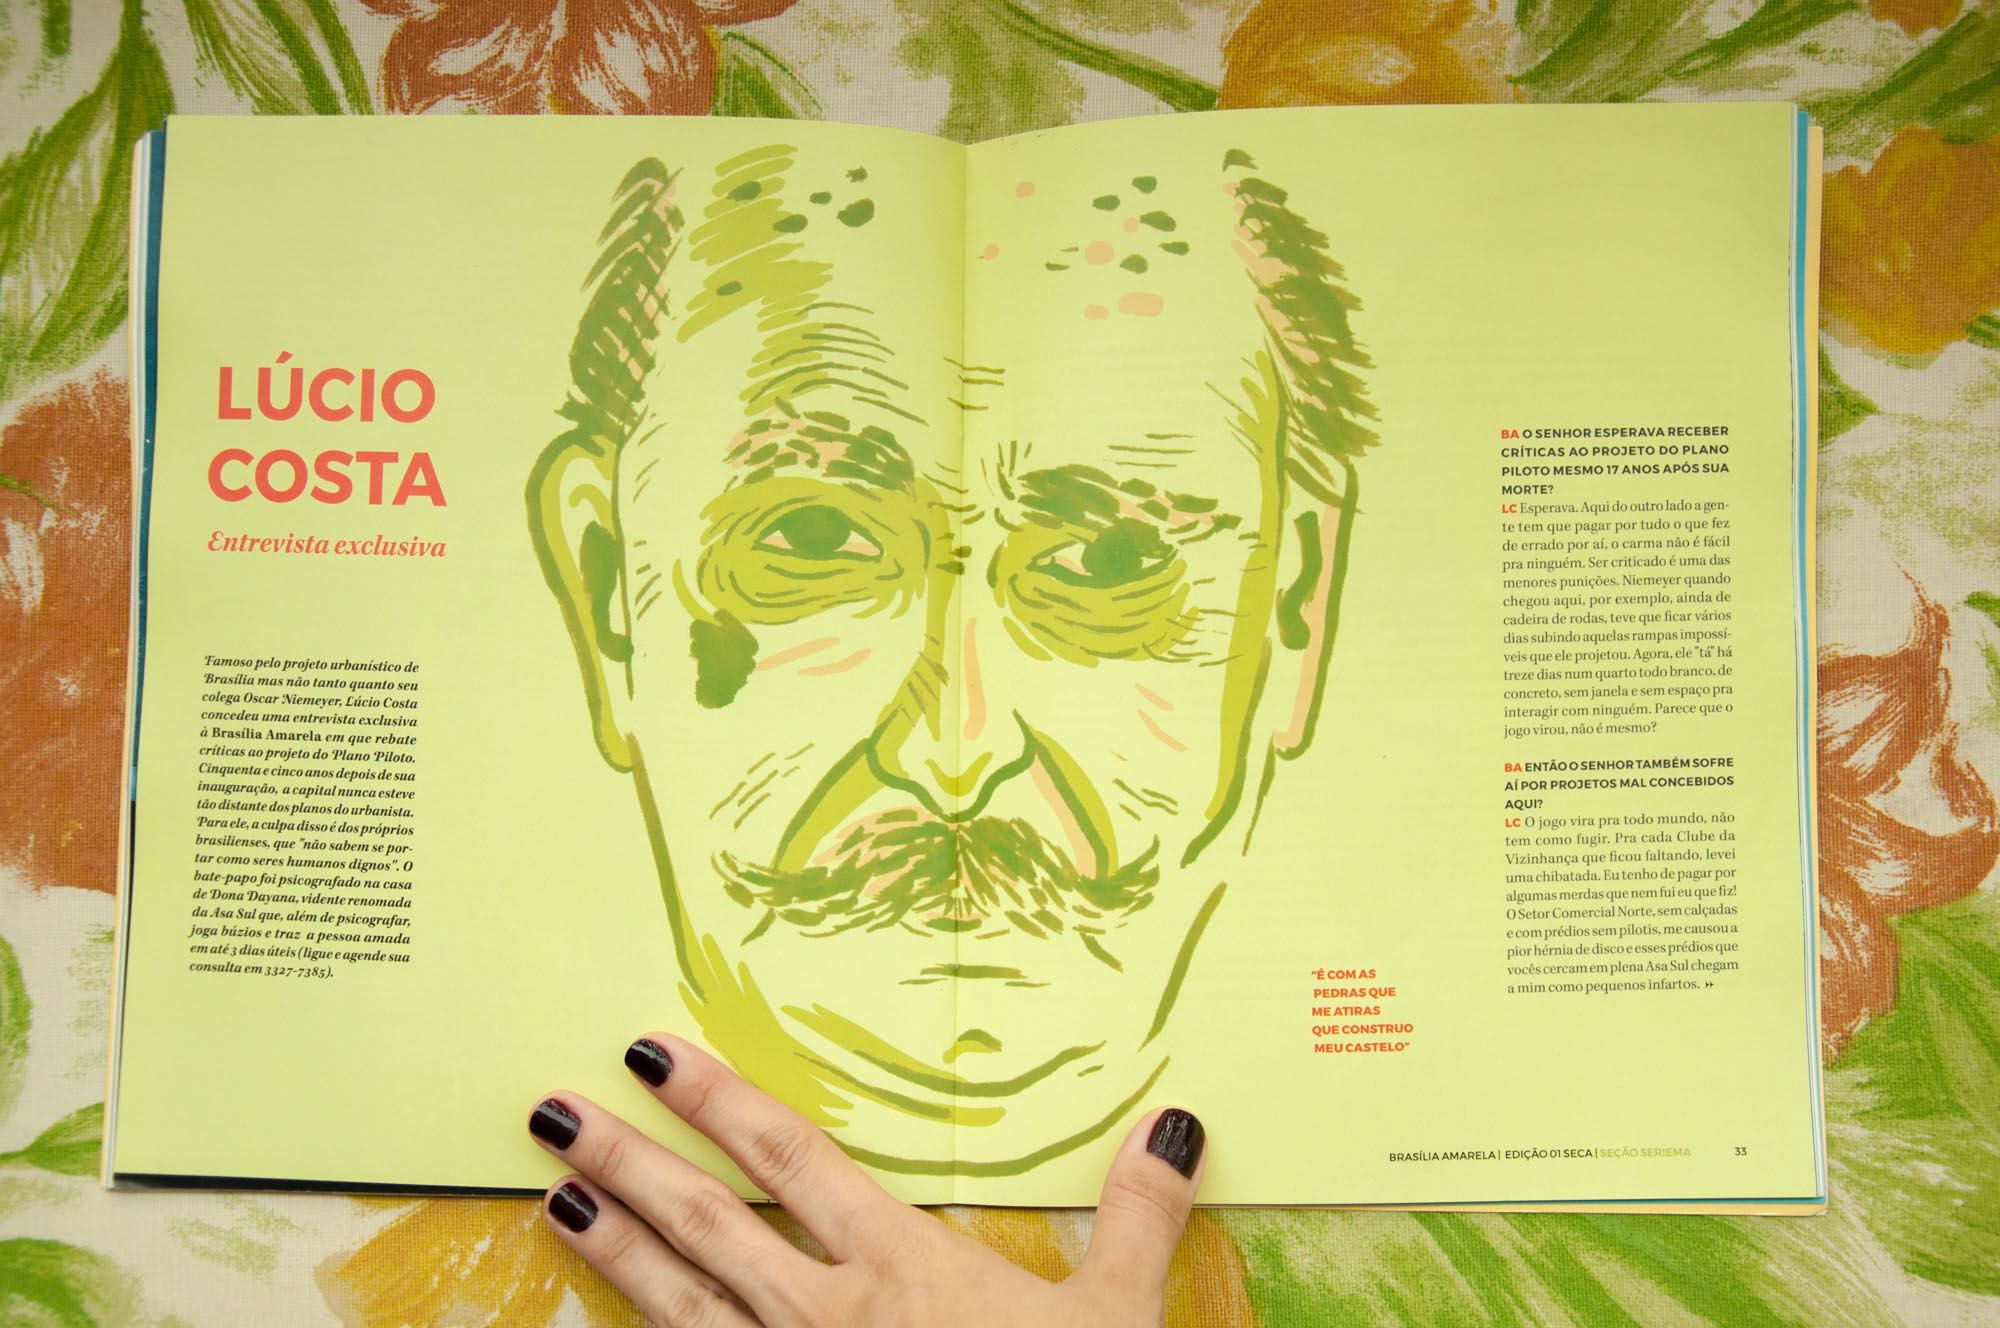 LÚCIO
COSTA
Entrevista exclusiva
Famoso pelo projeto urbanístico de
Brasília mas não tanto quanto seu
colega Oscar Niemeyer, Lúcio Costa
concedeu uma entrevista exclusiva
à Brasília Amarela em que rebate
críticas ao projeto do Plano Piloto.
Cinquenta e cinco anos depois de sua
inauguração, a capital nunca esteve
tão distante dos planos do urbanista.
Para ele, a culpa disso é dos próprios
brasilienses, que "não sabem se por-
tar como seres humanos dignos". O
bate-papo foi psicografado na casa
de Dona Dayana, vidente renomada
da Asa Sul que, além de psicografar,
joga búzios e traz a pessoa amada
em até 3 dias úteis (ligue e agende sua
consulta em 3327-7385).
"É COM AS
PEDRAS QUE
ME ATIRAS
QUE CONSTRUO
MEU CASTELO"
BA O SENHOR ESPERAVA RECEBER
CRÍTICAS AO PROJETO DO PLANO
PILOTO MESMO 17 ANOS APÓS SUA
MORTE?
LC Esperava. Aqui do outro lado a gen-
te tem que pagar por tudo o que fez
de errado por aí, o carma não é fácil
pra ninguém. Ser criticado é uma das
menores punições. Niemeyer quando
chegou aqui, por exemplo, ainda de
cadeira de rodas, teve que ficar vários
dias subindo aquelas rampas impossí-
veis que ele projetou. Agora, ele "tá" há
treze dias num quarto todo branco, de
concreto, sem janela e sem espaço pra
interagir com ninguém. Parece que o
jogo virou, não é mesmo?
BA ENTÃO O SENHOR TAMBÉM SOFRE
AÍ POR PROJETOS MAL CONCEBIDOS
AQUI?
LC O jogo vira pra todo mundo, não
tem como fugir. Pra cada Clube da
Vizinhança que ficou faltando, levei
uma chibatada. Eu tenho de pagar por
algumas merdas que nem fui eu que fiz!
O Setor Comercial Norte, sem calçadas
e com prédios sem pilotis, me causou a
pior hérnia de disco e esses prédios que
vocês cercam em plena Asa Sul chegam
a mim como pequenos infartos.
BRASÍLIA AMARELA | EDIÇÃO 01 SECA | SEÇÃO SERIEMA 33